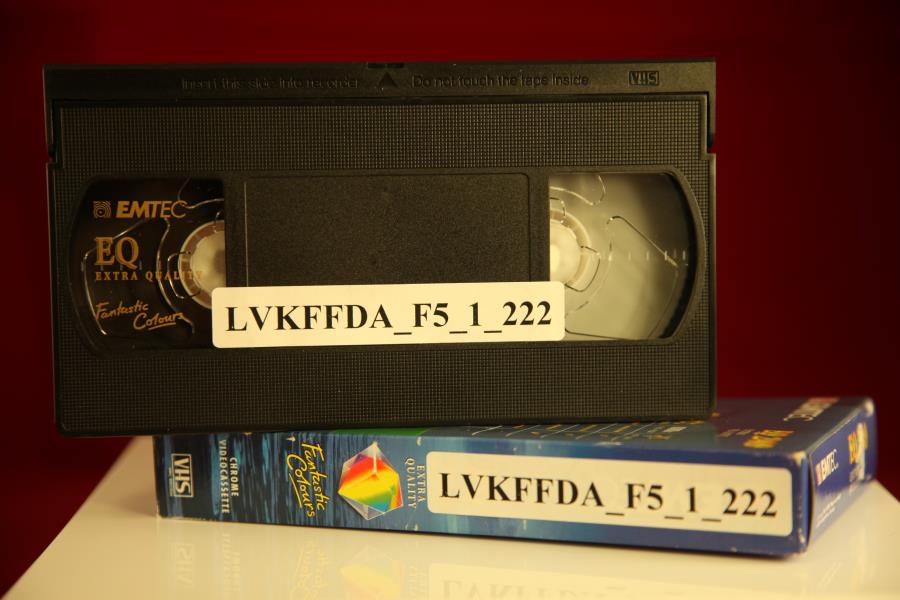 Insert this side into recorder Do not touch the tape inside VHS
EMTEC
EQ
EXTRA QUALITY
Fantastic
Colours
LVKFFDA_F5_1_222
VHS
CHROME
VIDEOCASSETTE
Fantastic
Colours
EXTRA
QUALITY
LVKFFDA_F5_1_222
EMTEC
EQ